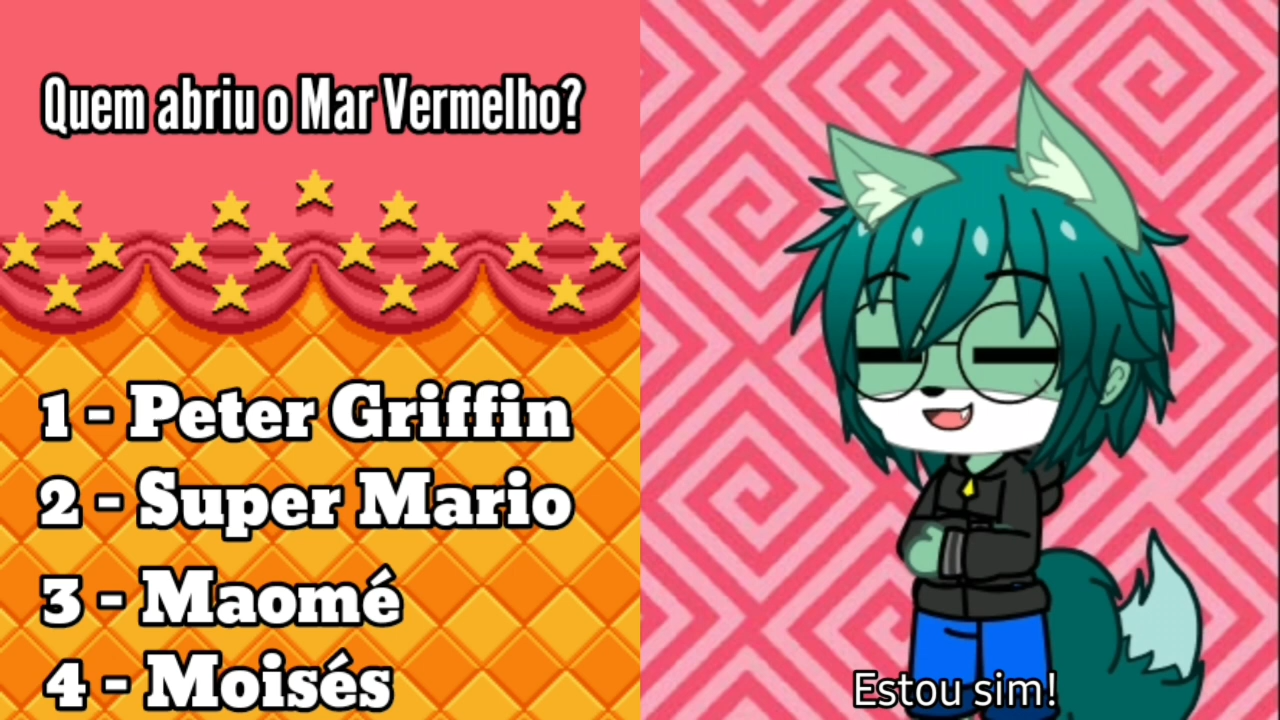 Quem abriu o Mar Vermelho?
1 - Peter Griffin
2 - Super Mario
3 - Maomé
4 - Moisés
Estou sim!